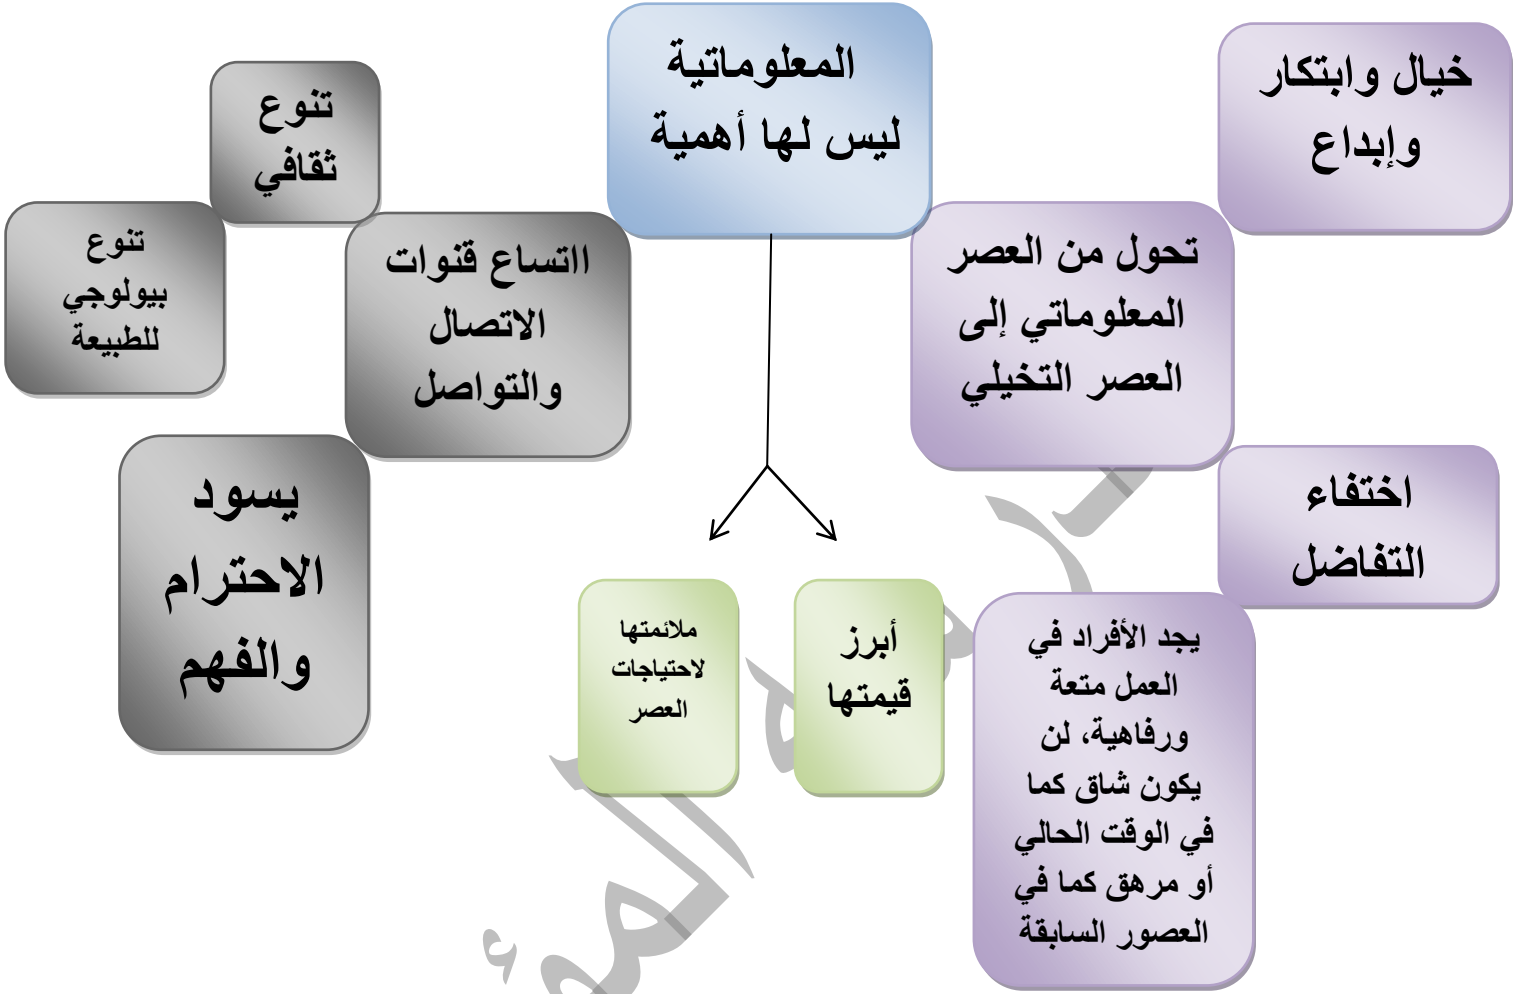 المعلوماتية
ليس لها أهمية
خيال وابتكار
وإبداع
تحول من العصر
المعلوماتي إلى
العصر التخيلي
اختفاء
التفاضل
يجد الأفراد في
العمل متعة
ورفاهية، لن
يكون شاق كما
في الوقت الحالي
أو مرهق كما في
العصور السابقة
أبرز
قيمتها
ملائمتها
لاحتياجات
العصر
ااتساع قنوات
الاتصال
والتواصل
تنوع
ثقافي
تنوع
بيولوجي
للطبيعة
يسود
الاحترام
والفهم